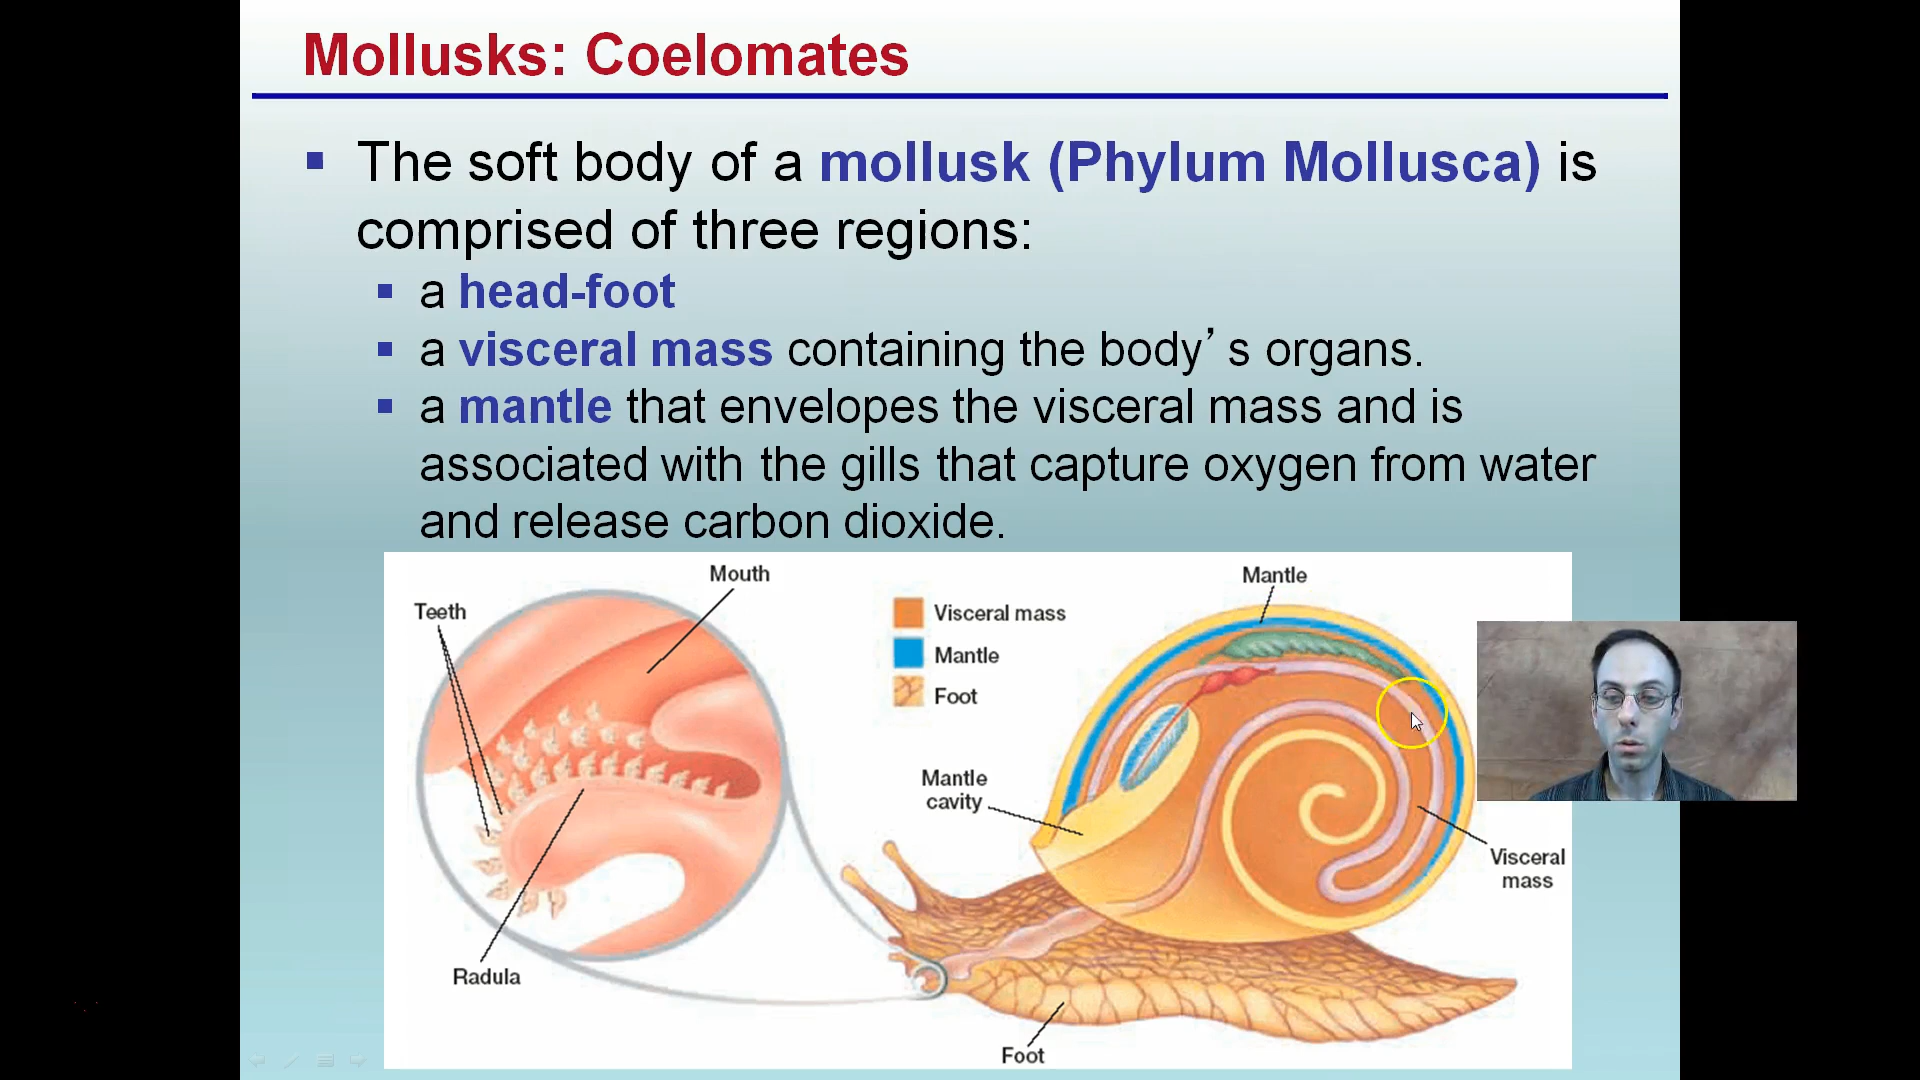 Mollusks: Coelomates
▪ The soft body of a mollusk (Phylum Mollusca) is
comprised of three regions:
▪ a head-foot
▪ a visceral mass containing the body’s organs.
▪ a mantle that envelopes the visceral mass and is
associated with the gills that capture oxygen from water
and release carbon dioxide.
Mouth
Teeth
Radula
Visceral mass
Mantle
Foot
Mantle
Mantle
cavity
Visceral
mass
Foot